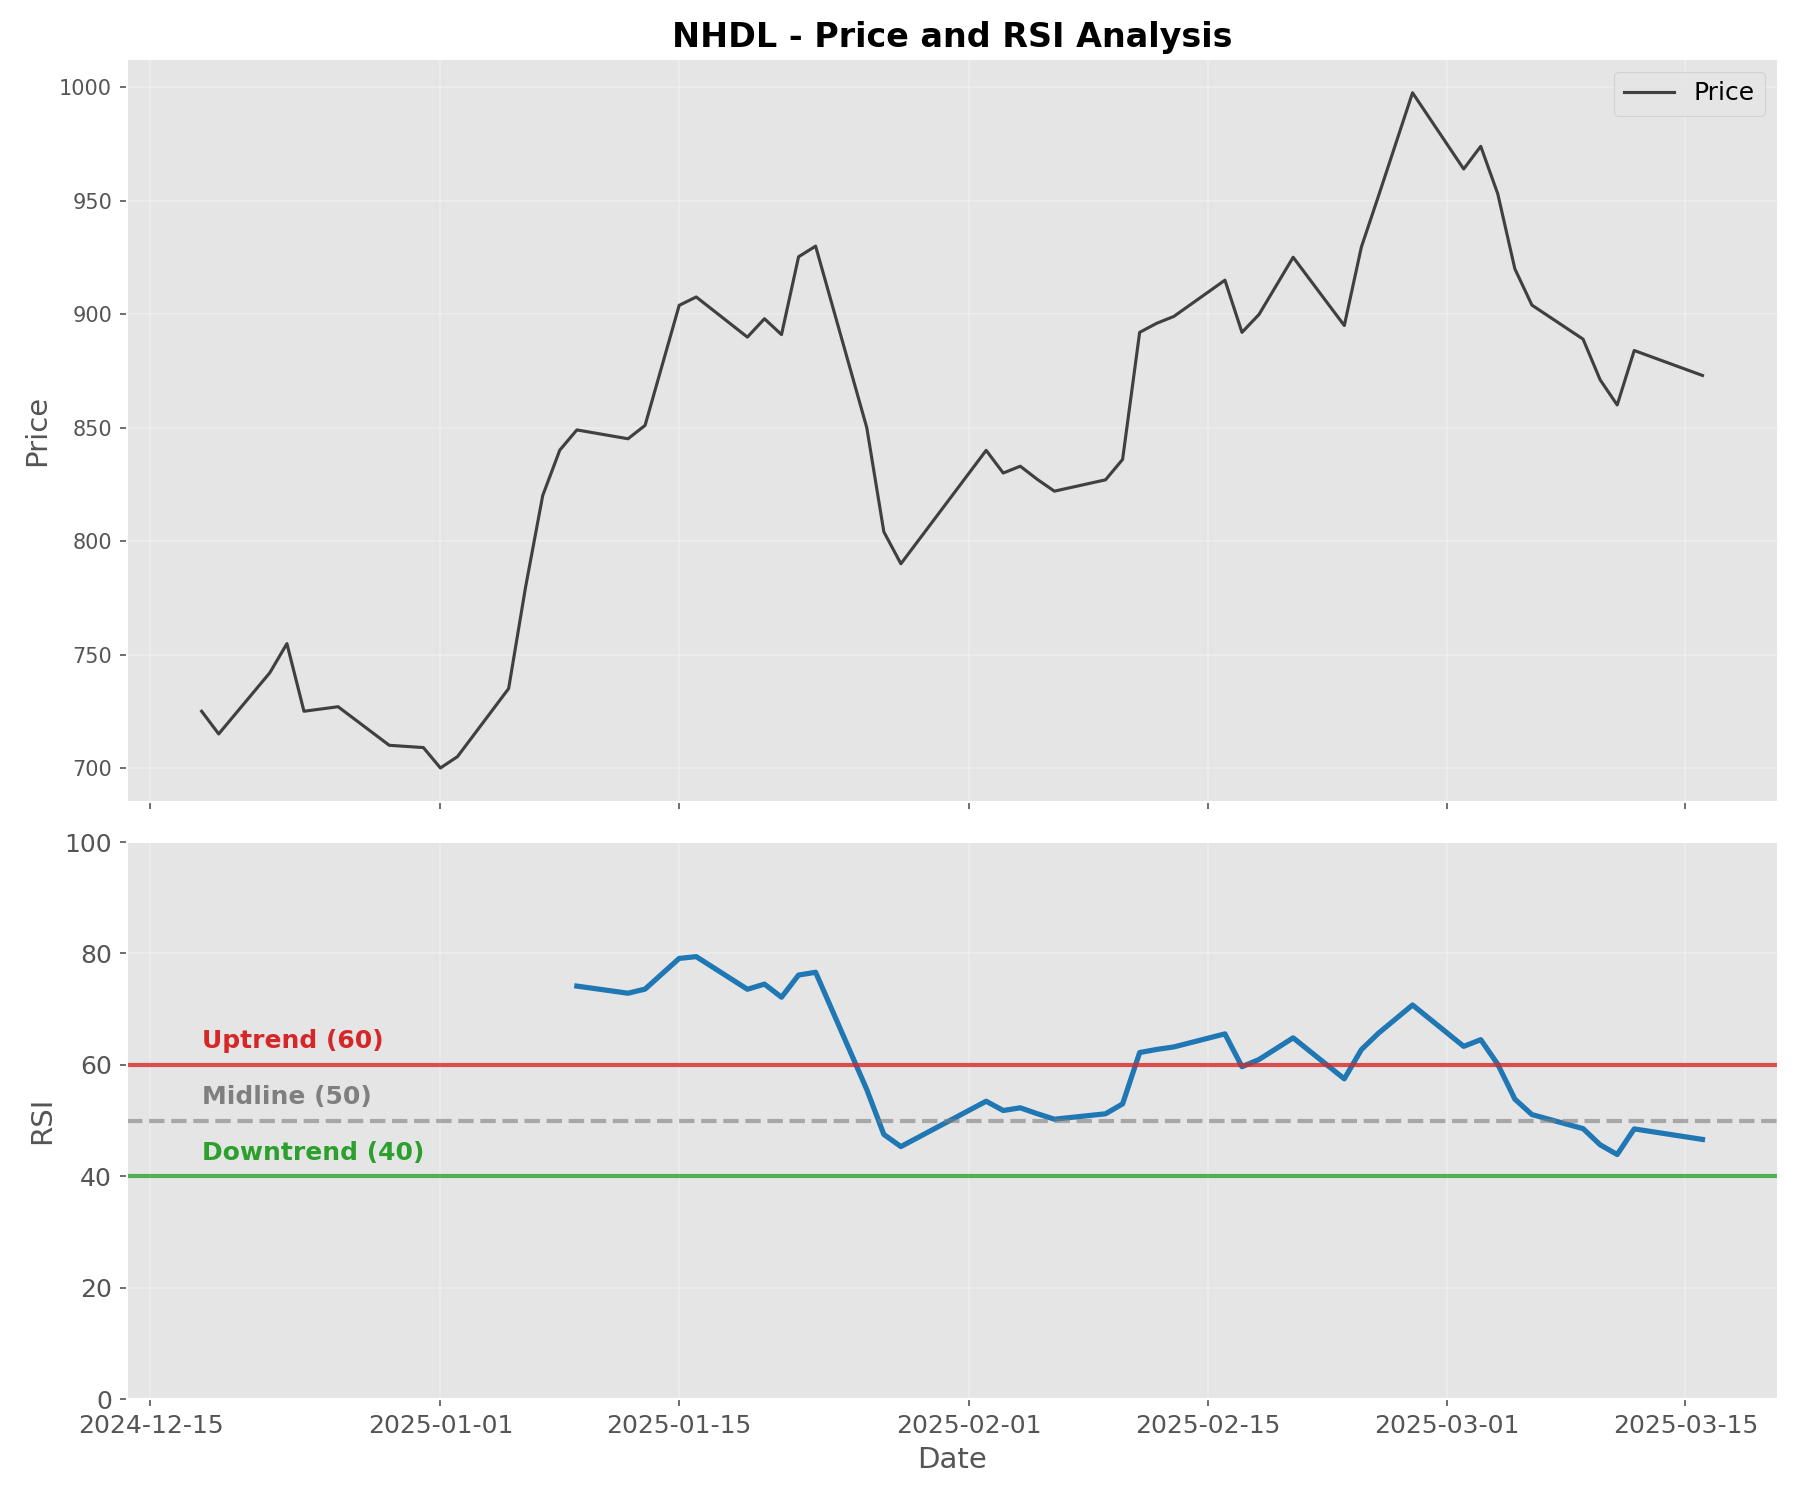 NHDL - Price and RSI Analysis
Price
1000
950
900
850
800
750
700
Price
100
80
60
40
20
0
Uptrend (60)
Midline (50)
Downtrend (40)
RSI
2024-12-15 2025-01-01 2025-01-15 2025-02-01 2025-02-15 2025-03-01 2025-03-15
Date